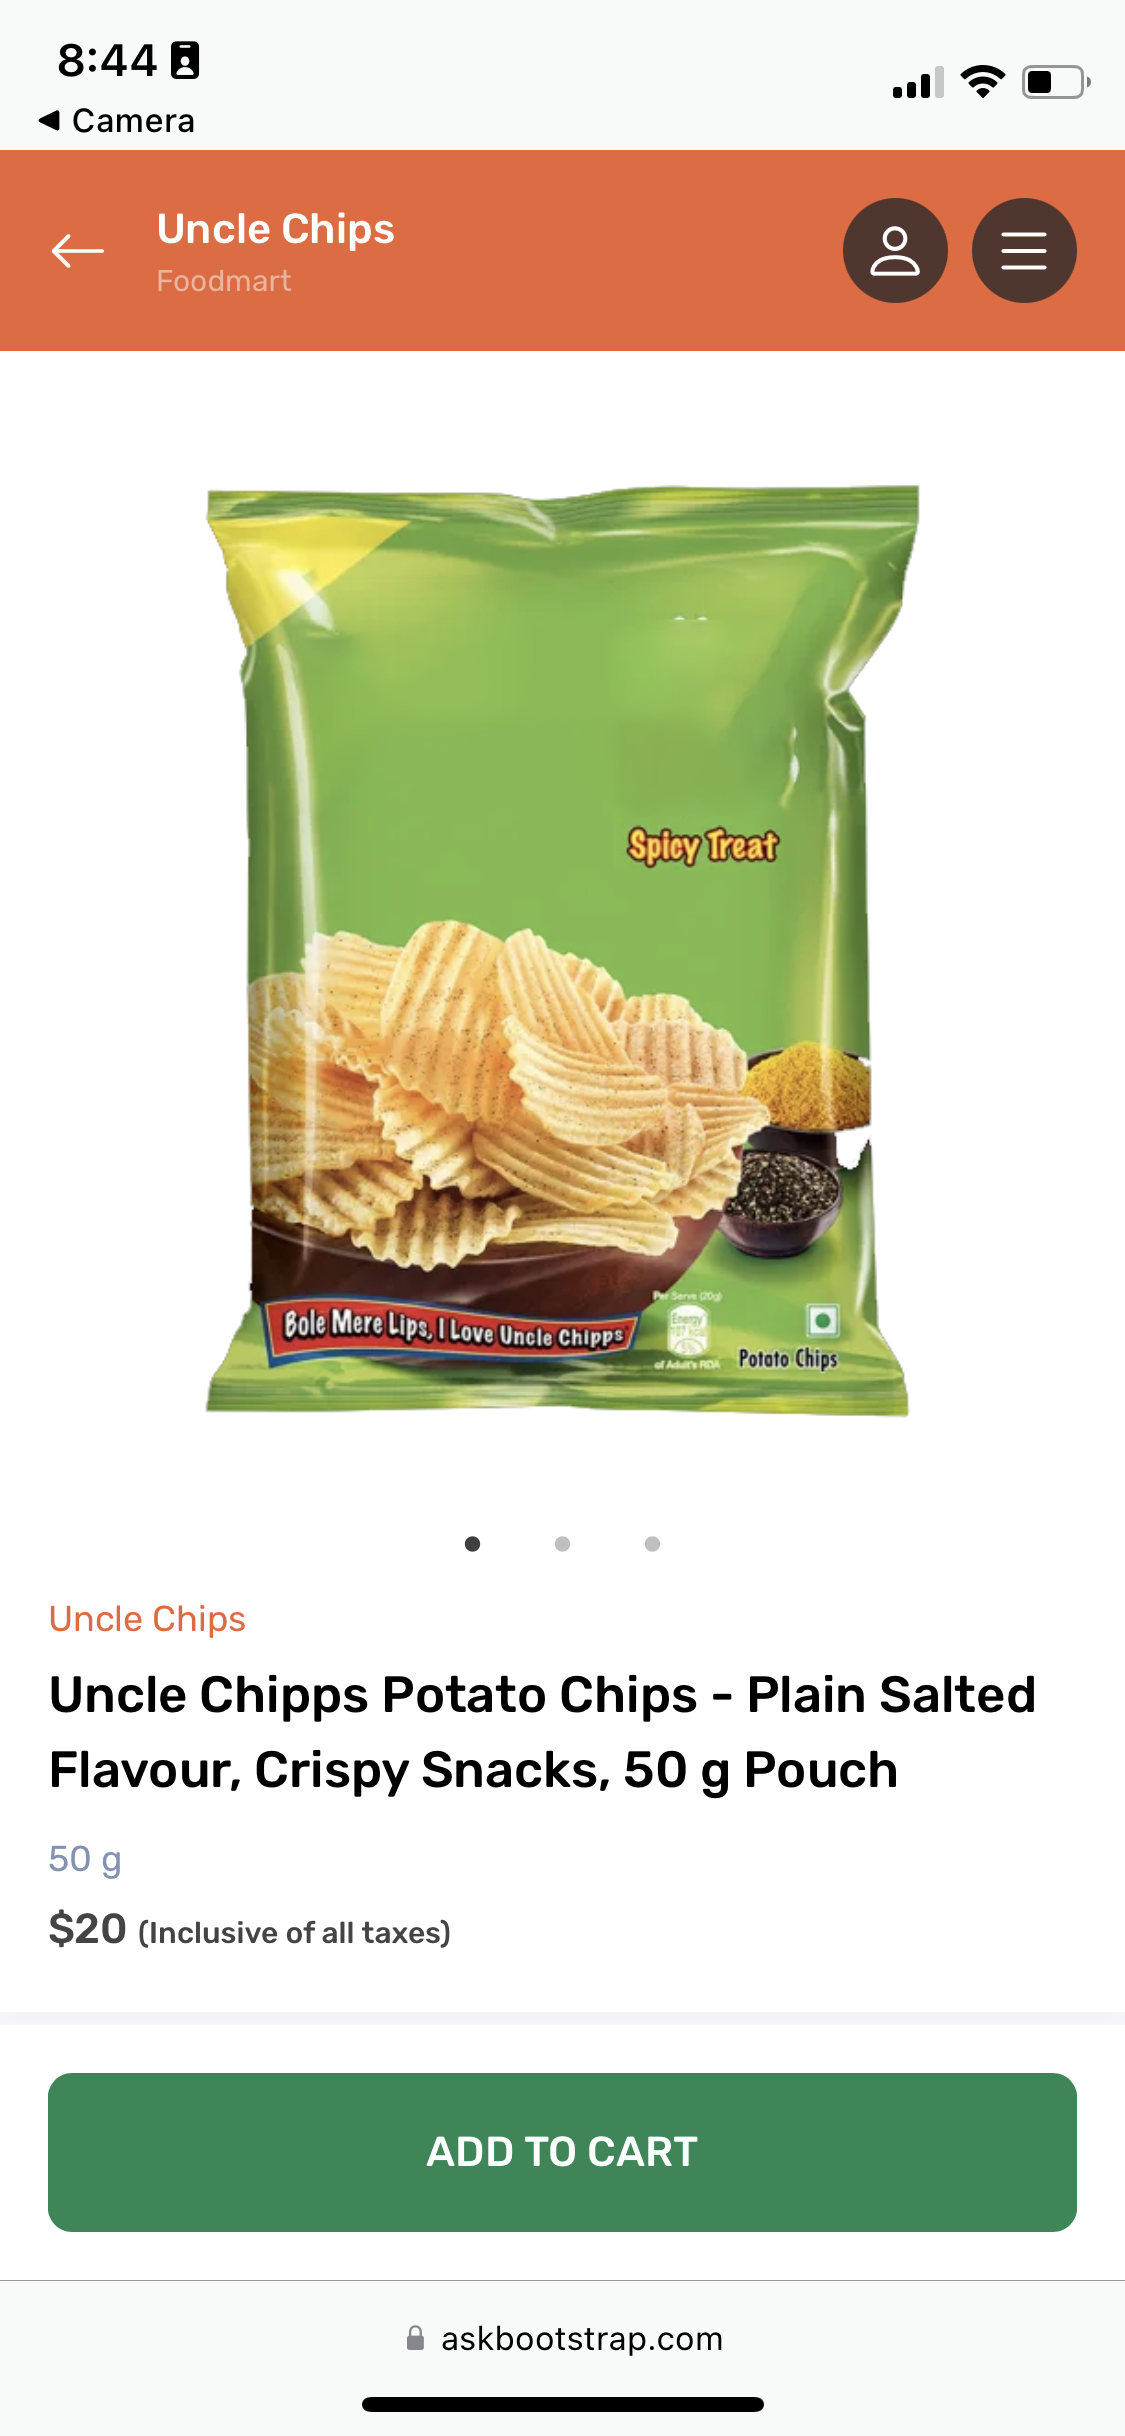 8:44
Camera
Uncle Chips
Foodmart
Spicy Treat
Bole Mere Lips, I Love Uncle Chipps
Per Serve (20g)
Energy
107 kcal
of Adult's RDA
Potato Chips
Uncle Chips
Uncle Chipps Potato Chips - Plain Salted
Flavour, Crispy Snacks, 50 g Pouch
50 g
$20 (Inclusive of all taxes)
ADD TO CART
askbootstrap.com